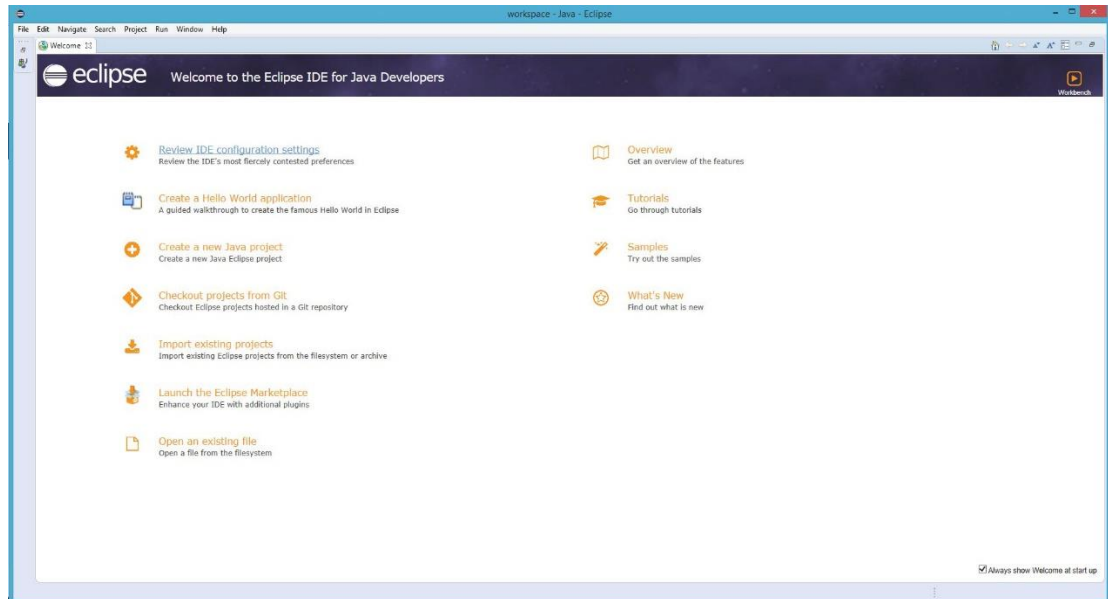 workspace - Java - Eclipse
File Edit Navigate Search Project Run Window Help
Welcome
eclipse Welcome to the Eclipse IDE for Java Developers
Workbench
Review IDE configuration settings
Review the IDE's most fiercely contested preferences
Create a Hello World application
A guided walkthrough to create the famous Hello World in Eclipse
Create a new Java project
Create a new Java Eclipse project
Checkout projects from Git
Checkout Eclipse projects hosted in a Git repository
Import existing projects
Import existing Eclipse projects from the filesystem or archive
Launch the Eclipse Marketplace
Enhance your IDE with additional plugins
Open an existing file
Open a file from the filesystem
Overview
Get an overview of the features
Tutorials
Go through tutorials
Samples
Try out the samples
What's New
Find out what is new
Always show Welcome at start up